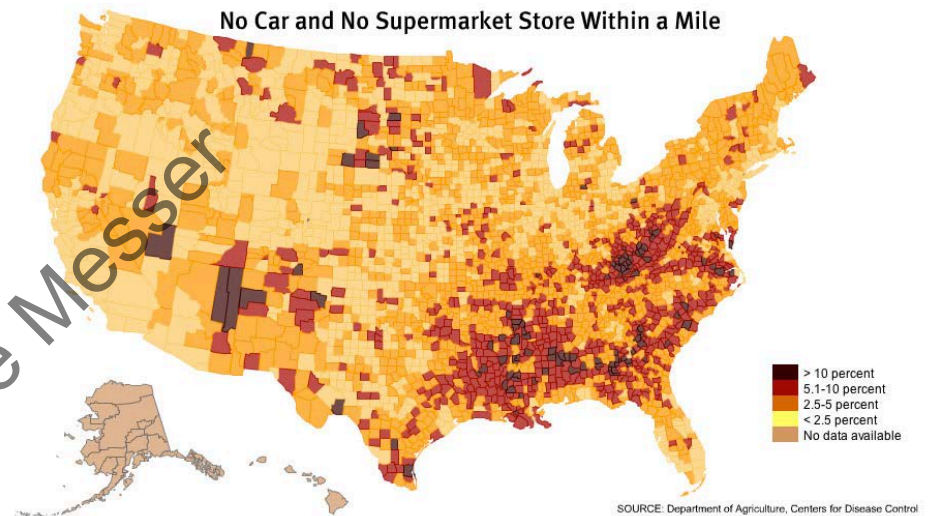 No Car and No Supermarket Store Within a Mile
e Messer
> 10 percent
5.1-10 percent
2.5-5 percent
< 2.5 percent
No data available
SOURCE: Department of Agriculture, Centers for Disease Control